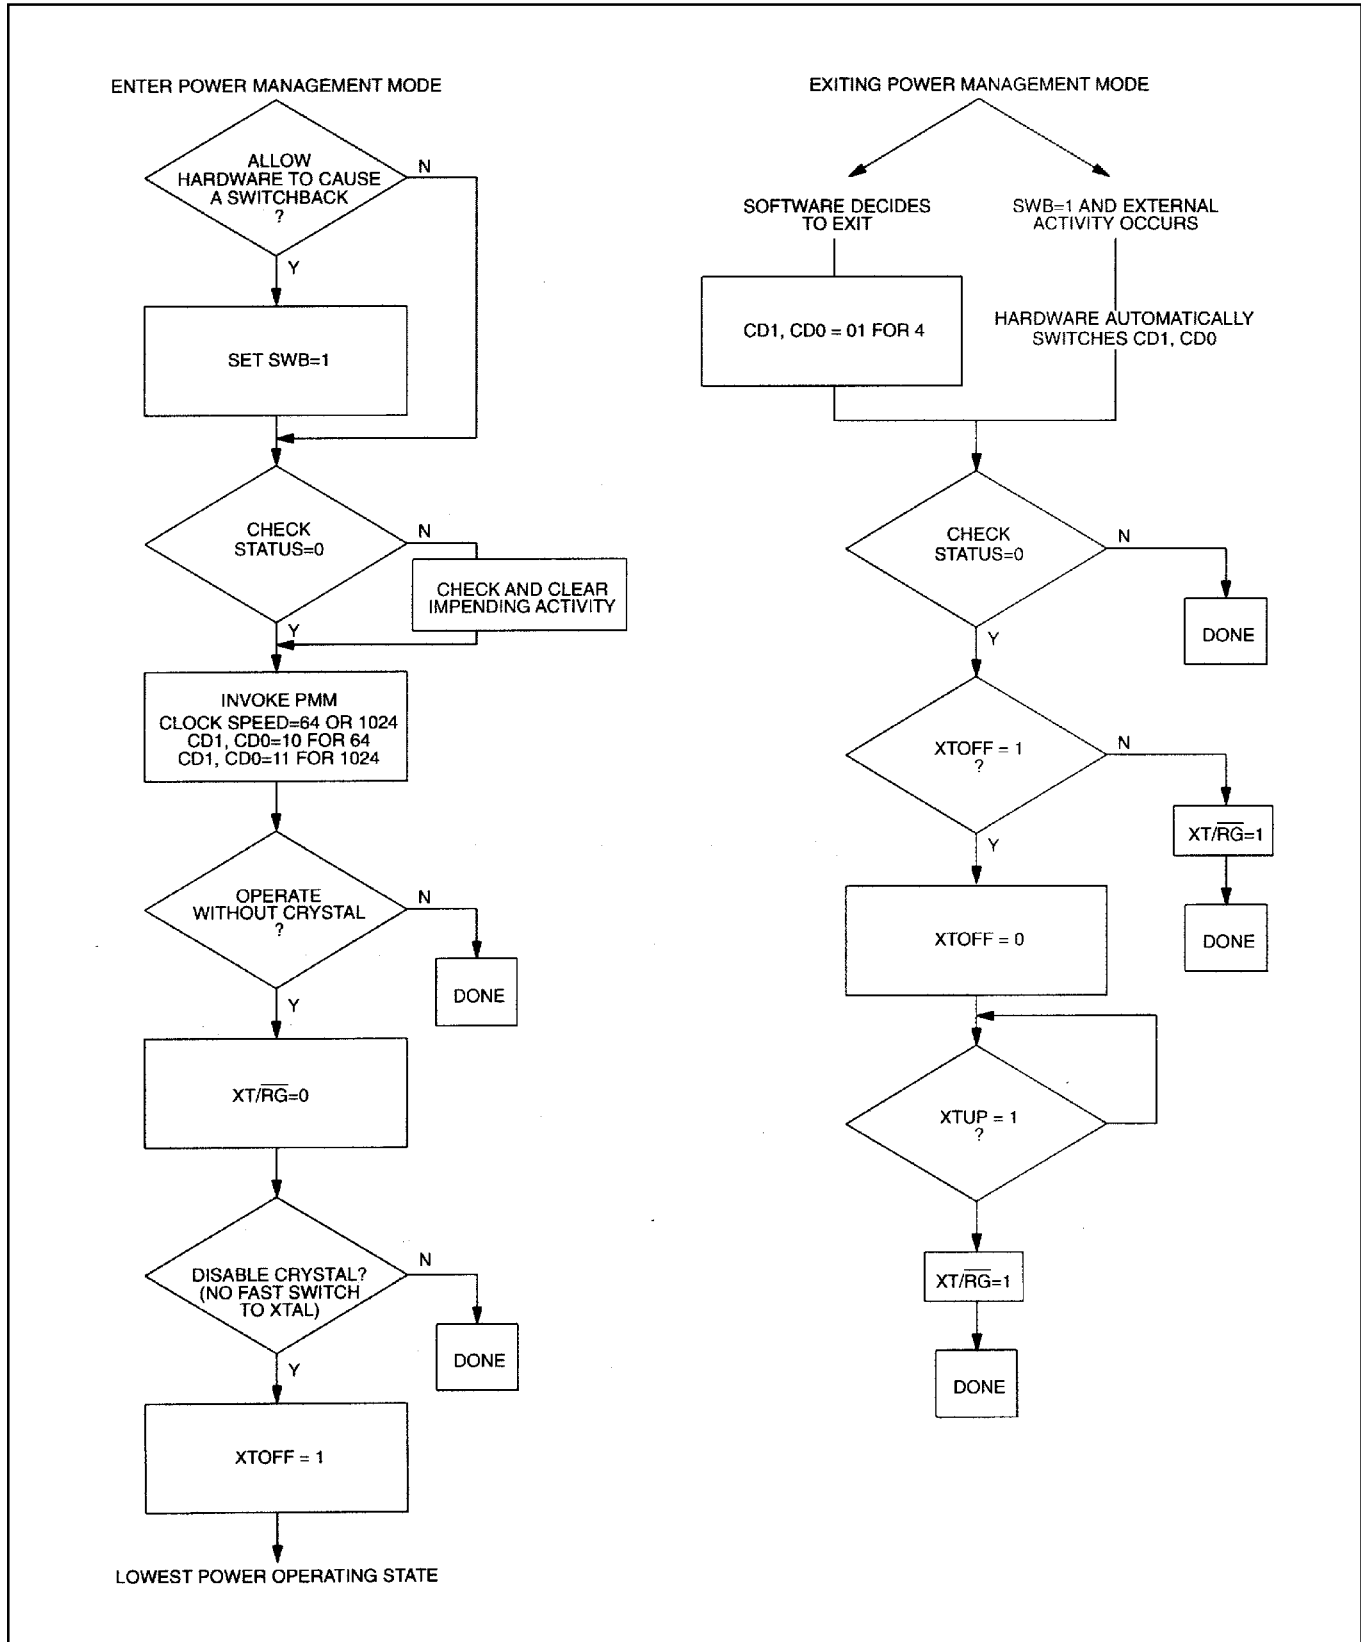 ENTER POWER MANAGEMENT MODE
ALLOW
HARDWARE TO CAUSE
A SWITCHBACK
?
N
Y
SET SWB=1
CHECK
STATUS=0
N
CHECK AND CLEAR
IMPENDING ACTIVITY
Y
INVOKE PMM
CLOCK SPEED=64 OR 1024
CD1, CD0=10 FOR 64
CD1, CD0=11 FOR 1024
OPERATE
WITHOUT CRYSTAL
?
N
DONE
Y
XT/R̅G̅=0
DISABLE CRYSTAL?
(NO FAST SWITCH
TO XTAL)
N
DONE
Y
XTOFF = 1
LOWEST POWER OPERATING STATE
EXITING POWER MANAGEMENT MODE
SOFTWARE DECIDES
TO EXIT
SWB=1 AND EXTERNAL
ACTIVITY OCCURS
CD1, CD0 = 01 FOR 4
HARDWARE AUTOMATICALLY
SWITCHES CD1, CD0
CHECK
STATUS=0
N
DONE
Y
XTOFF = 1
?
N
XT/R̅G̅=1
DONE
Y
XTOFF = 0
XTUP = 1
?
XT/R̅G̅=1
DONE